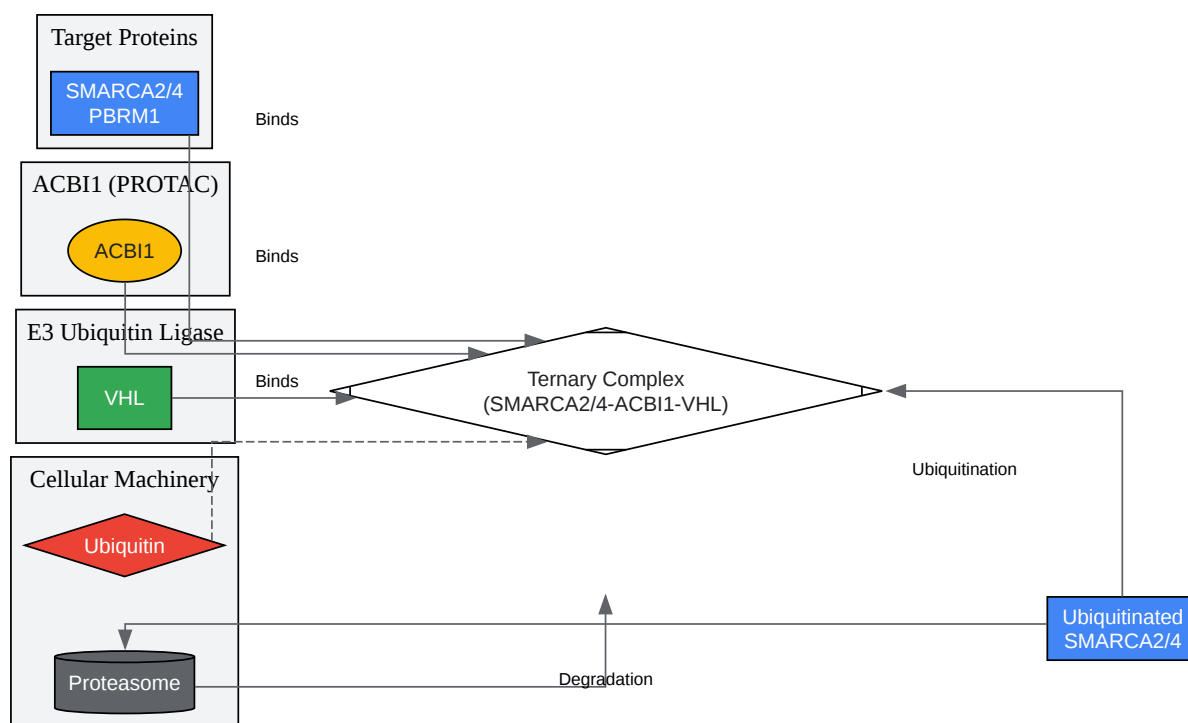 Target Proteins
SMARCA2/4
PBRM1
Binds
ACBI1 (PROTAC)
ACBI1
Binds
E3 Ubiquitin Ligase
VHL
Binds
Ternary Complex
(SMARCA2/4-ACBI1-VHL)
Cellular Machinery
Ubiquitination
Ubiquitin
Ubiquitinated
SMARCA2/4
Proteasome
Degradation